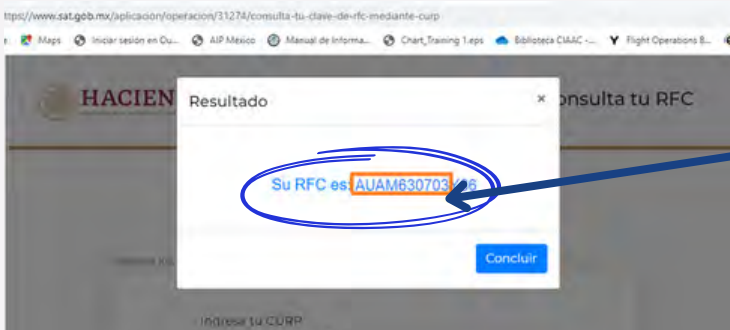 ttps://www.sat.gob.mx/aplicacion/operacion/31274/consulta-tu-clave-de-rfc-mediante-curp
Maps Iniciar sesión en Ou... AIP Mexico Manual de Informa... Chart_Training 1.eps Biblioteca CIAAC -... Flight Operations B...
HACIEN
Resultado × onsulta tu RFC
Su RFC es: AUAM630703
Concluir
Ingresa tu CURP